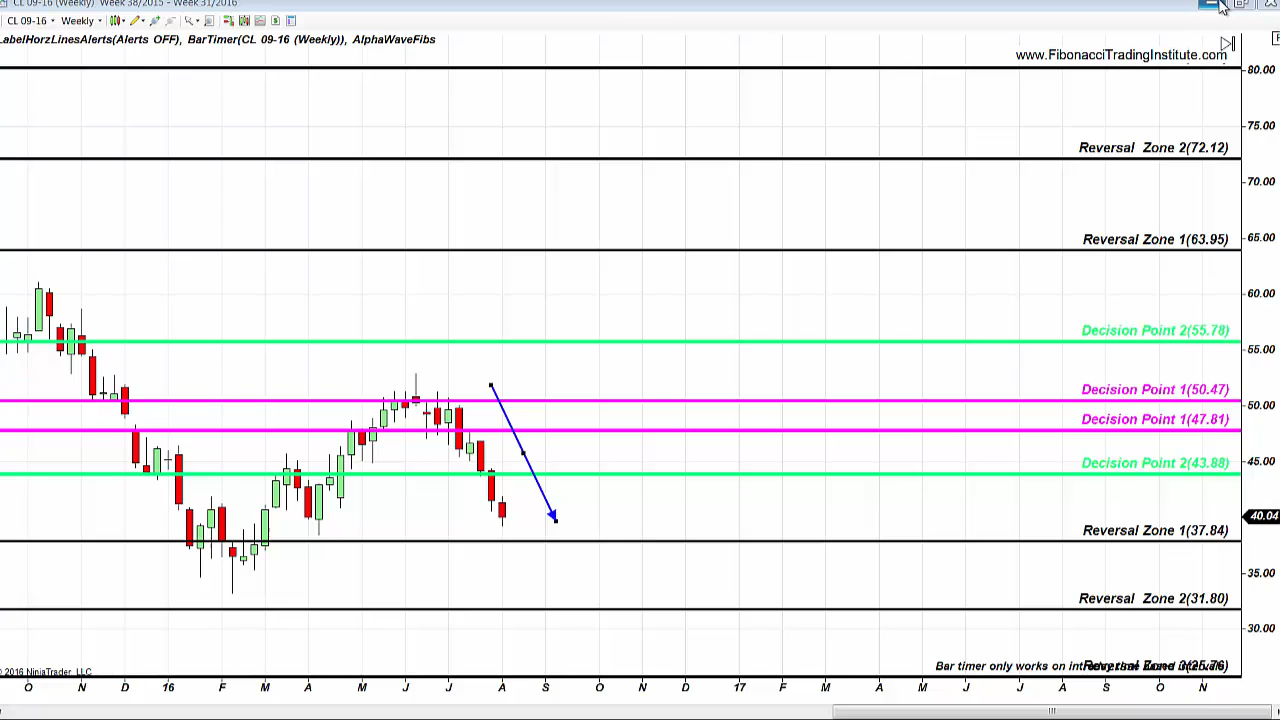 CL 09-16 (Weekly) Week 38/2015 - Week 31/2016
CL 09-16 Weekly
LabelHorzLinesAlerts(Alerts OFF), BarTimer(CL 09-16 (Weekly)), AlphaWaveFibs
www.FibonacciTradingInstitute.com
F
80.00
75.00
Reversal Zone 2(72.12)
70.00
Reversal Zone 1(63.95)
65.00
60.00
Decision Point 2(55.78)
55.00
Decision Point 1(50.47)
50.00
Decision Point 1(47.81)
Decision Point 2(43.88)
45.00
40.04
Reversal Zone 1(37.84)
35.00
Reversal Zone 2(31.80)
30.00
© 2016 NinjaTrader, LLC
Bar timer only works on
O N D 16 F M A M J J A S O N D 17 F M A M J J A S O N